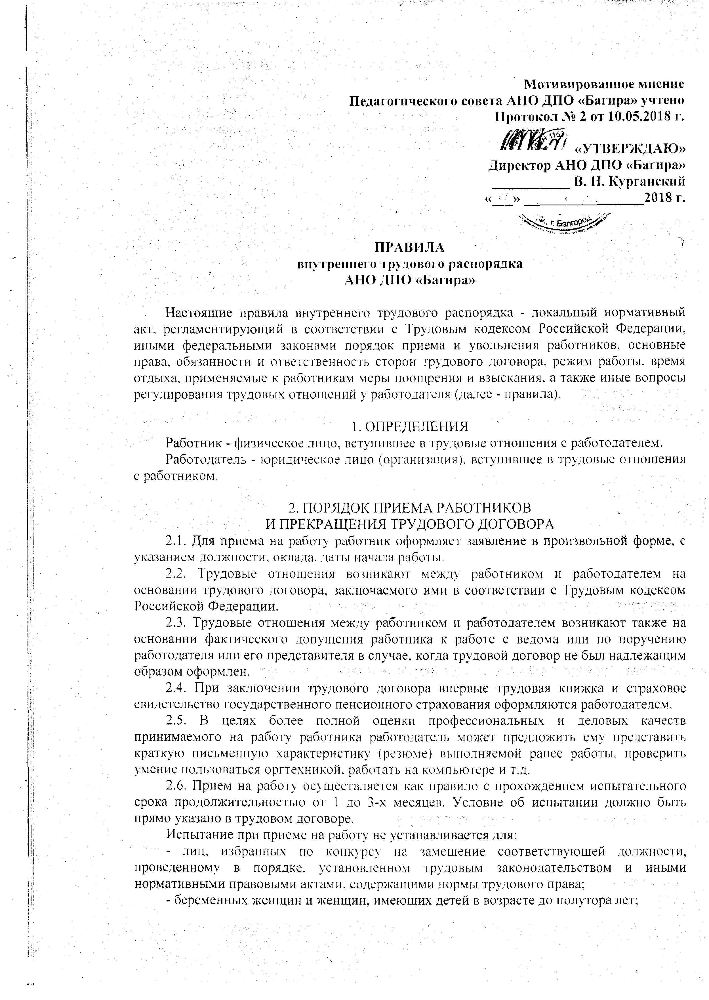 Мотивированное мнение
Педагогического совета АНО ДПО «Багира» учтено
Протокол № 2 от 10.05.2018 г.
«УТВЕРЖДАЮ»
Директор АНО ДПО «Багира»
____________ В. Н. Курганский
«___» __________________2018 г.
г. Белгород
ПРАВИЛА
внутреннего трудового распорядка
АНО ДПО «Багира»
Настоящие правила внутреннего трудового распорядка - локальный нормативный
акт, регламентирующий в соответствии с Трудовым кодексом Российской Федерации,
иными федеральными законами порядок приема и увольнения работников, основные
права, обязанности и ответственность сторон трудового договора, режим работы, время
отдыха, применяемые к работникам меры поощрения и взыскания, а также иные вопросы
регулирования трудовых отношений у работодателя (далее - правила).
1. ОПРЕДЕЛЕНИЯ
Работник - физическое лицо, вступившее в трудовые отношения с работодателем.
Работодатель - юридическое лицо (организация), вступившее в трудовые отношения
с работником.
2. ПОРЯДОК ПРИЕМА РАБОТНИКОВ
И ПРЕКРАЩЕНИЯ ТРУДОВОГО ДОГОВОРА
2.1. Для приема на работу работник оформляет заявление в произвольной форме, с
указанием должности, оклада, даты начала работы.
2.2. Трудовые отношения возникают между работником и работодателем на
основании трудового договора, заключаемого ими в соответствии с Трудовым кодексом
Российской Федерации.
2.3. Трудовые отношения между работником и работодателем возникают также на
основании фактического допущения работника к работе с ведома или по поручению
работодателя или его представителя в случае, когда трудовой договор не был надлежащим
образом оформлен.
2.4. При заключении трудового договора впервые трудовая книжка и страховое
свидетельство государственного пенсионного страхования оформляются работодателем.
2.5. В целях более полной оценки профессиональных и деловых качеств
принимаемого на работу работника работодатель может предложить ему представить
краткую письменную характеристику (резюме) выполняемой ранее работы, проверить
умение пользоваться оргтехникой, работать на компьютере и т.д.
2.6. Прием на работу осуществляется как правило с прохождением испытательного
срока продолжительностью от 1 до 3-х месяцев. Условие об испытании должно быть
прямо указано в трудовом договоре.
Испытание при приеме на работу не устанавливается для:
- лиц, избранных по конкурсу на замещение соответствующей должности,
проведенному в порядке, установленном трудовым законодательством и иными
нормативными правовыми актами, содержащими нормы трудового права;
- беременных женщин и женщин, имеющих детей в возрасте до полутора лет;